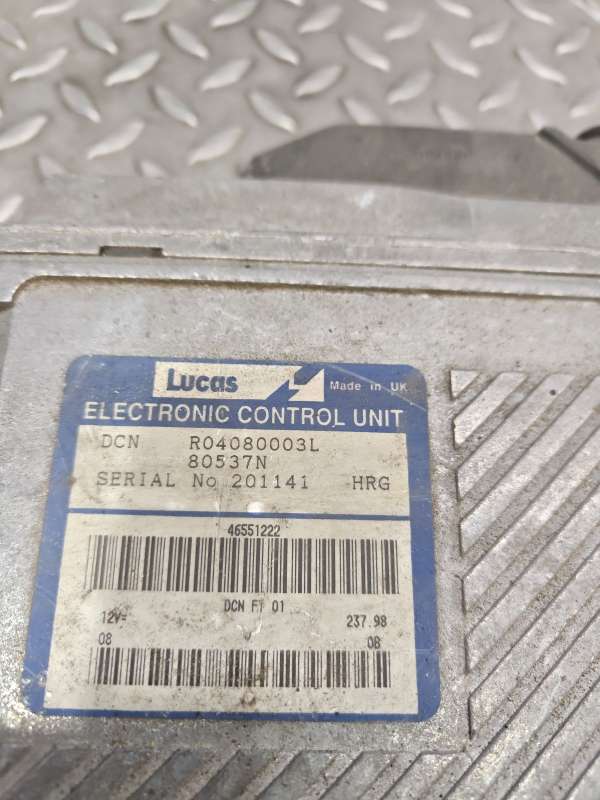 Lucas
Made in UK
ELECTRONIC CONTROL UNIT
DCN R04080003L
80537N
SERIAL No 201141 HRG
46551222
DCN FT 01
12V= 237.98
08 0B